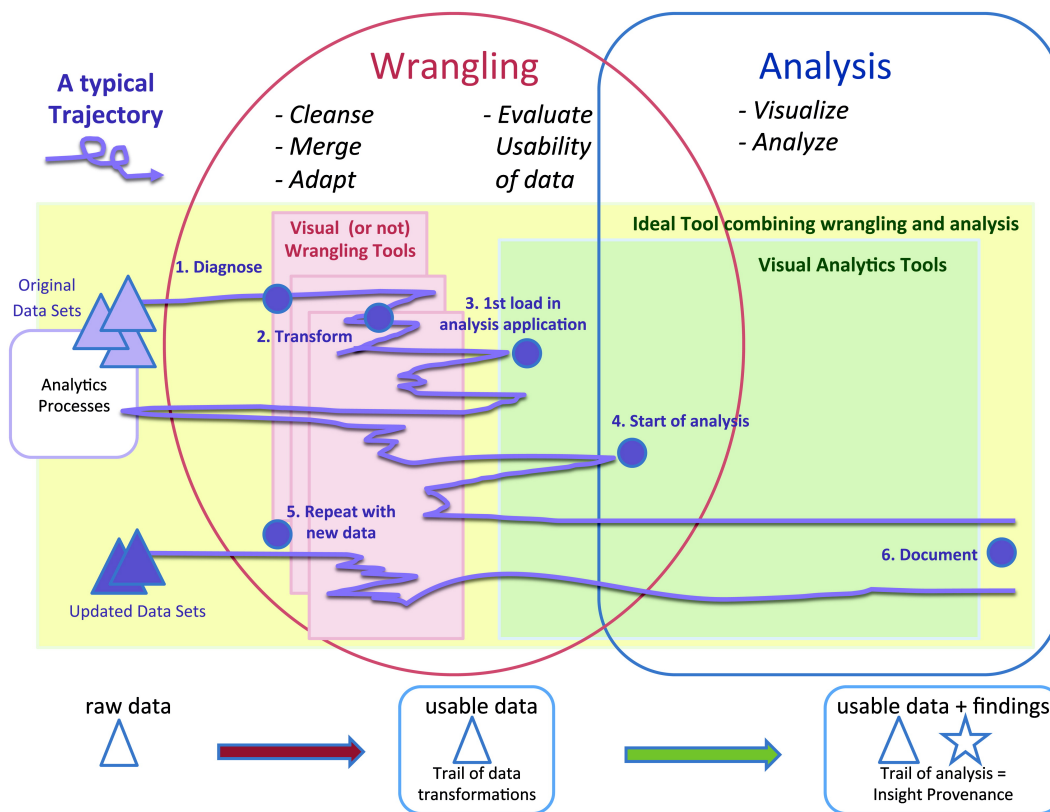 Wrangling
Analysis
A typical
Trajectory
- Cleanse
- Merge
- Adapt
- Evaluate
Usability
of data
- Visualize
- Analyze
Visual (or not)
Wrangling Tools
Ideal Tool combining wrangling and analysis
Visual Analytics Tools
Original
Data Sets
1. Diagnose
2. Transform
3. 1st load in
analysis application
Analytics
Processes
4. Start of analysis
5. Repeat with
new data
6. Document
Updated Data Sets
raw data
usable data
Trail of data
transformations
usable data + findings
Trail of analysis =
Insight Provenance